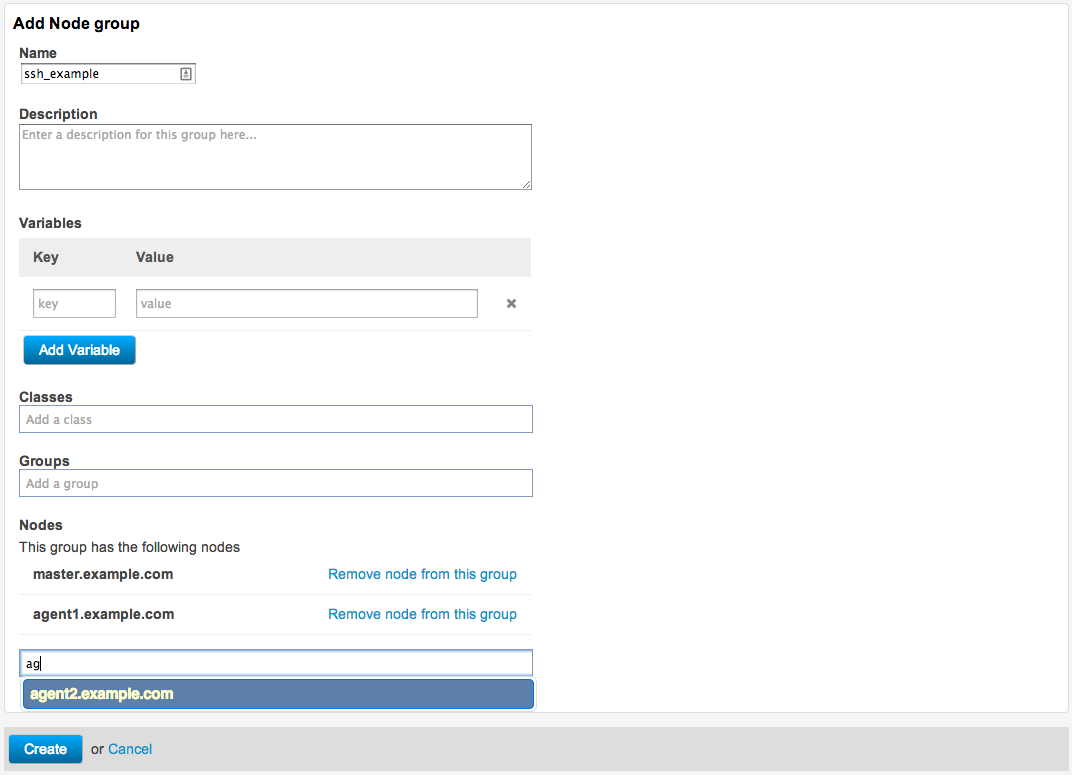 Add Node group
Name
ssh_example
Description
Enter a description for this group here...
Variables
Key Value
key value
Add Variable
Classes
Add a class
Groups
Add a group
Nodes
This group has the following nodes
master.example.com Remove node from this group
agent1.example.com Remove node from this group
ag
agent2.example.com
Create or Cancel